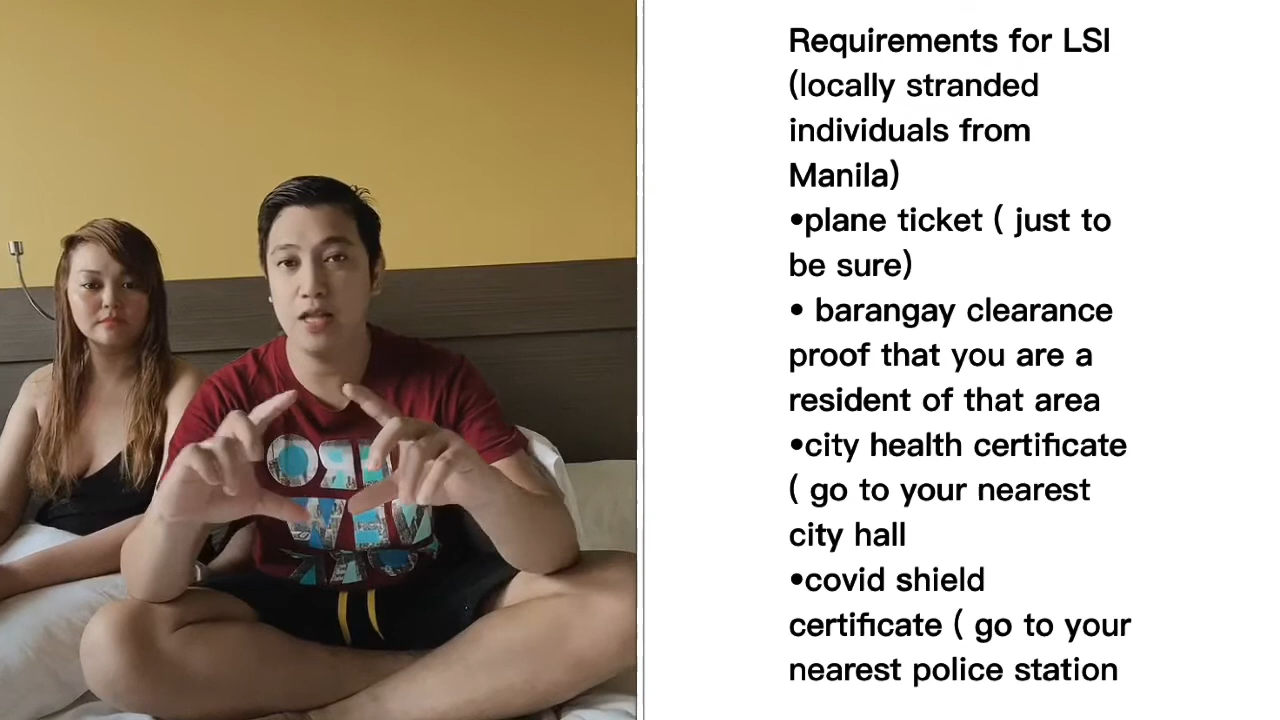 Requirements for LSI
(locally stranded
individuals from
Manila)
•plane ticket ( just to
be sure)
• barangay clearance
proof that you are a
resident of that area
•city health certificate
( go to your nearest
city hall
•covid shield
certificate ( go to your
nearest police station